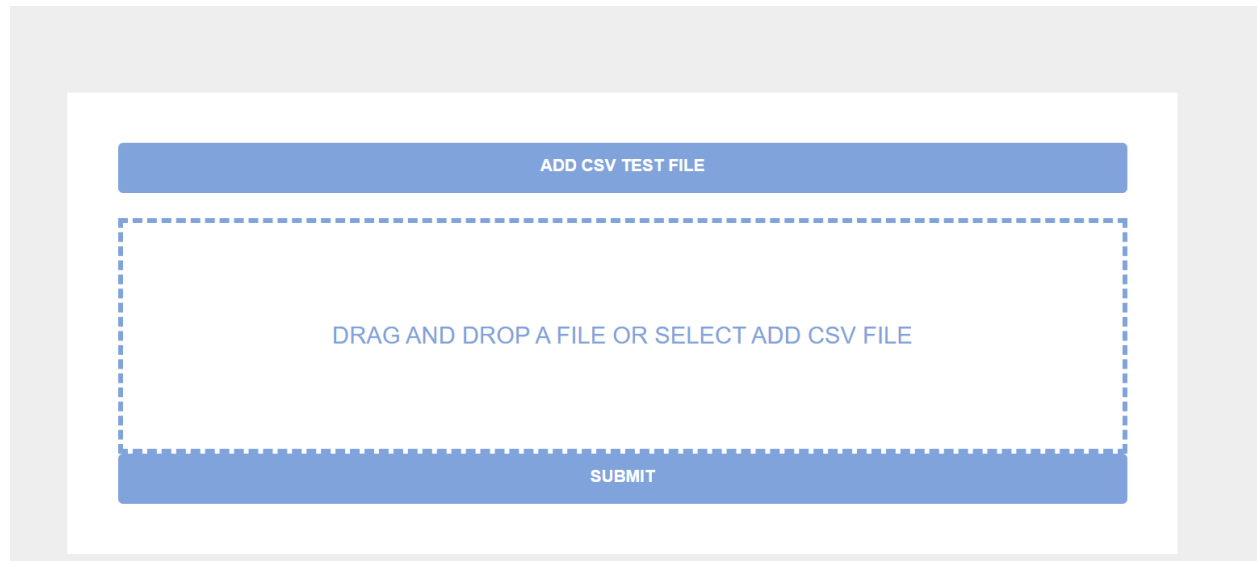 ADD CSV TEST FILE
DRAG AND DROP A FILE OR SELECT ADD CSV FILE
SUBMIT